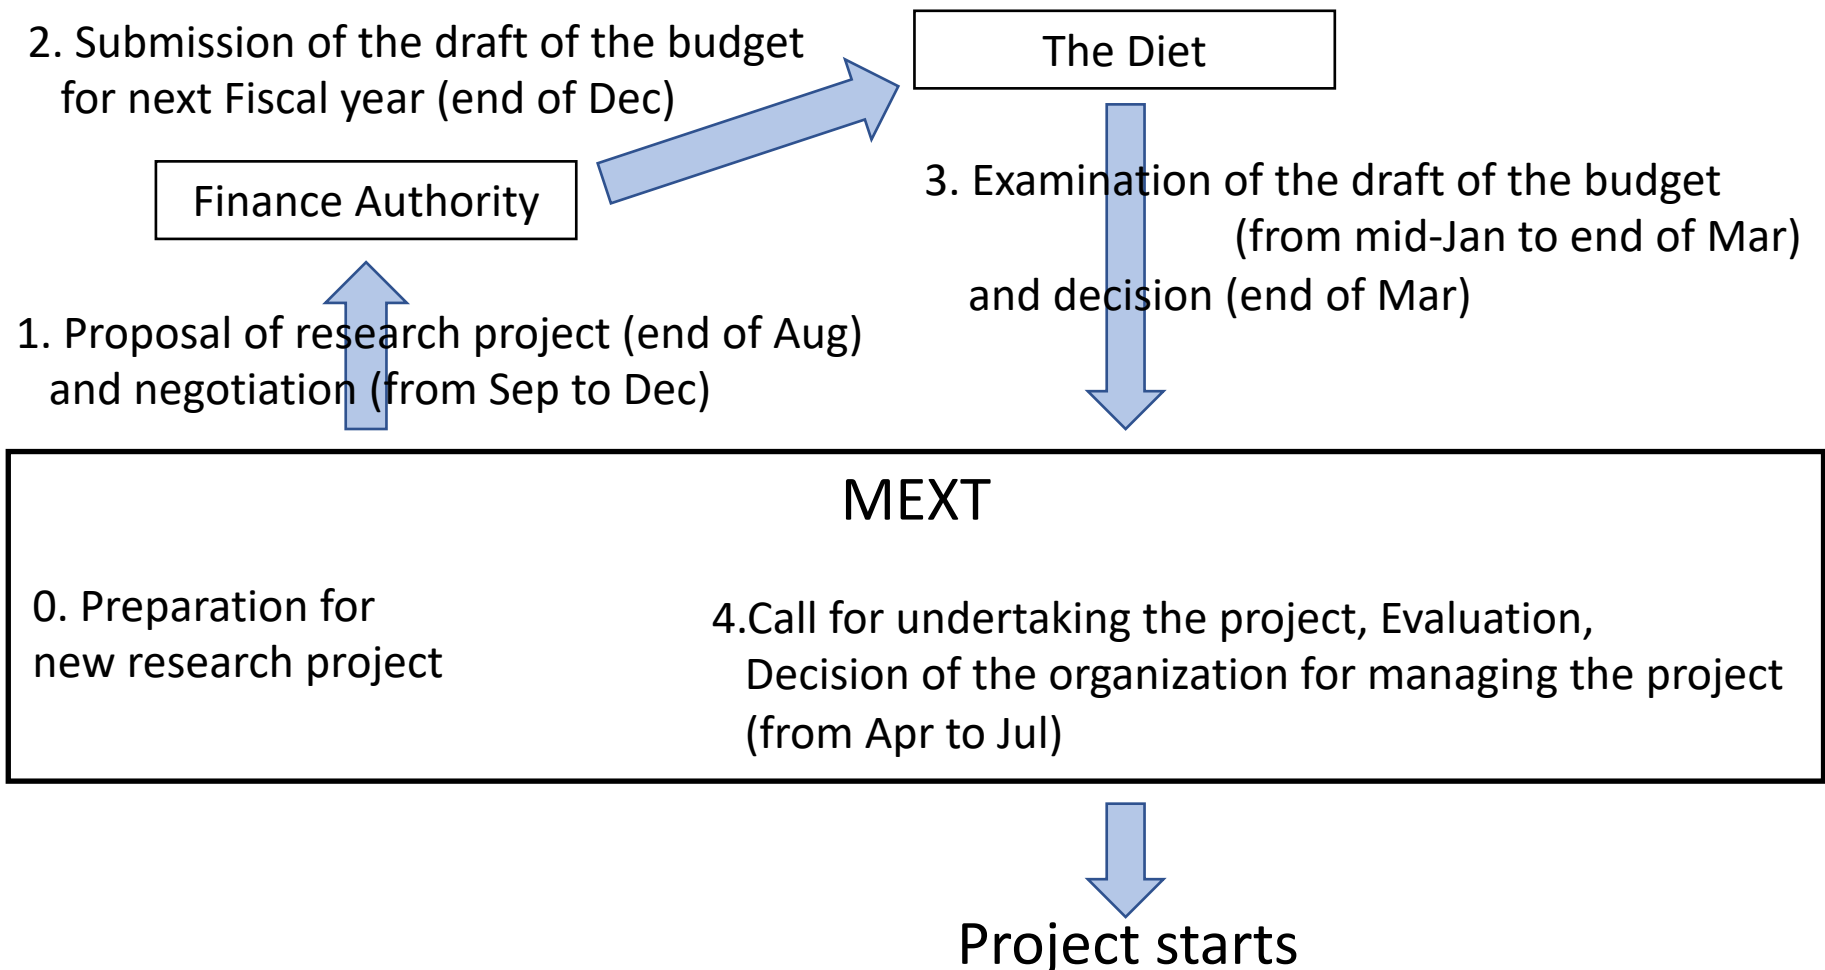 2. Submission of the draft of the budget
for next Fiscal year (end of Dec)
The Diet
Finance Authority
3. Examination of the draft of the budget
(from mid-Jan to end of Mar)
and decision (end of Mar)
1. Proposal of research project (end of Aug)
and negotiation (from Sep to Dec)
MEXT
0. Preparation for
new research project
4.Call for undertaking the project, Evaluation,
Decision of the organization for managing the project
(from Apr to Jul)
Project starts